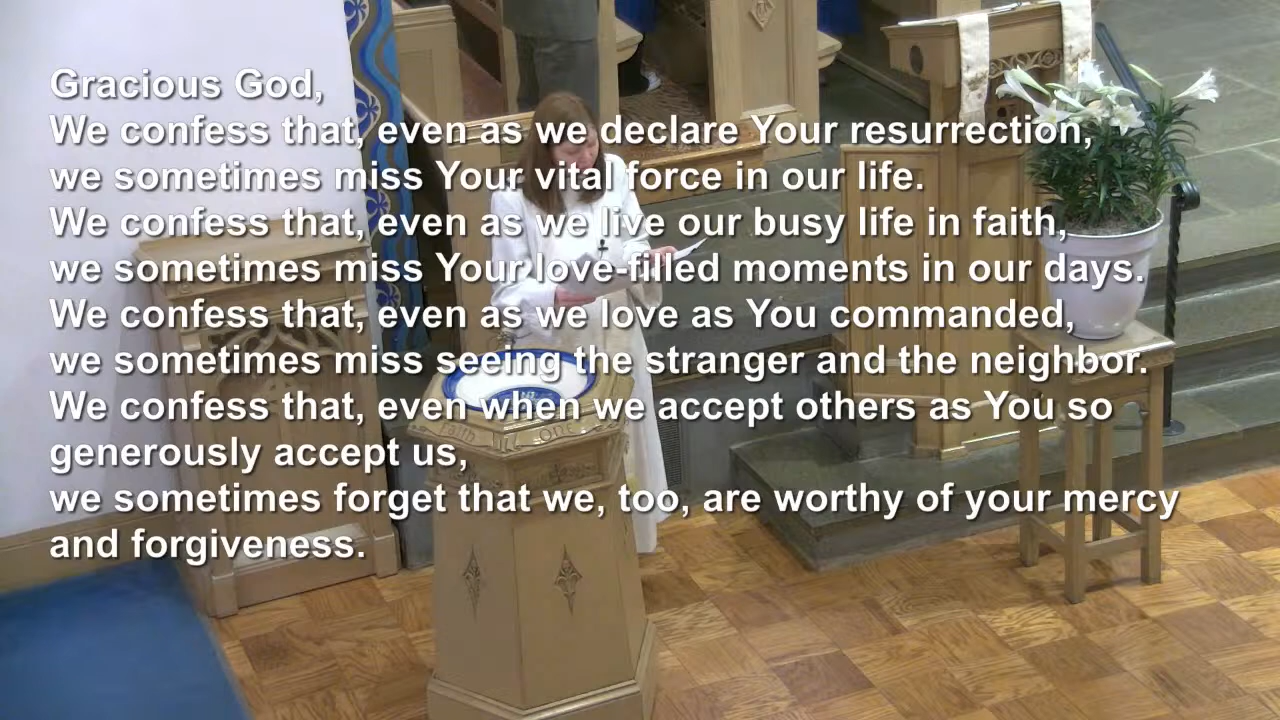 Gracious God,
We confess that, even as we declare Your resurrection,
we sometimes miss Your vital force in our life.
We confess that, even as we live our busy life in faith,
we sometimes miss Your love-filled moments in our days.
We confess that, even as we love as You commanded,
we sometimes miss seeing the stranger and the neighbor.
We confess that, even when we accept others as You so
generously accept us,
we sometimes forget that we, too, are worthy of your mercy
and forgiveness.
faith
ONE